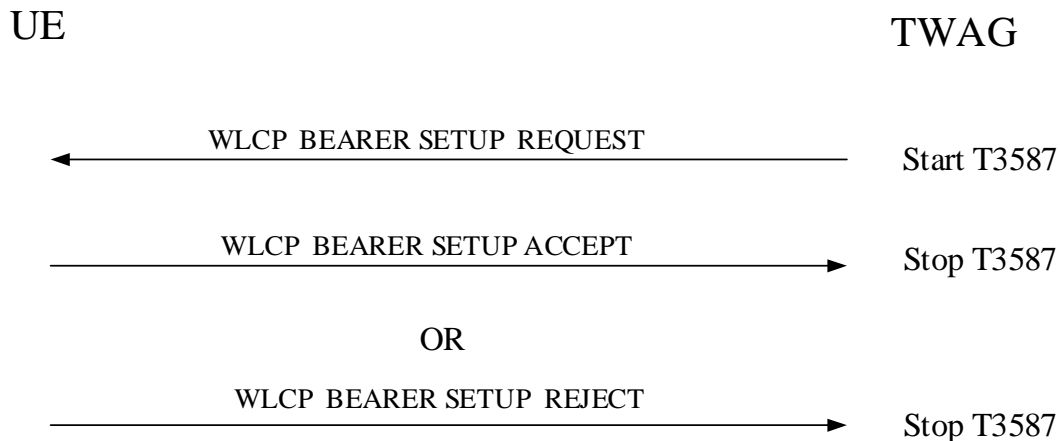 UE
TWAG
WLCP BEARER SETUP REQUEST
Start T3587
WLCP BEARER SETUP ACCEPT
Stop T3587
OR
WLCP BEARER SETUP REJECT
Stop T3587